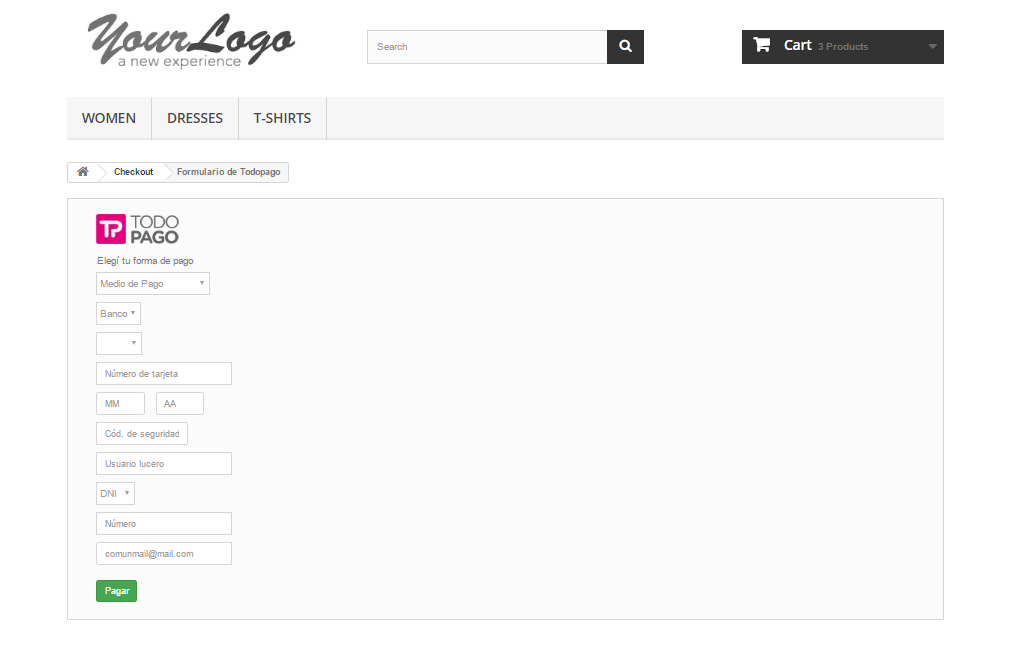 YourLogo
a new experience
Search
Cart 3 Products
WOMEN DRESSES T-SHIRTS
Checkout Formulario de Todopago
TP TODO
PAGO
Elegí tu forma de pago
Medio de Pago
Banco
Número de tarjeta
MM AA
Cód. de seguridad
Usuario lucero
DNI
Número
comunmail@mail.com
Pagar